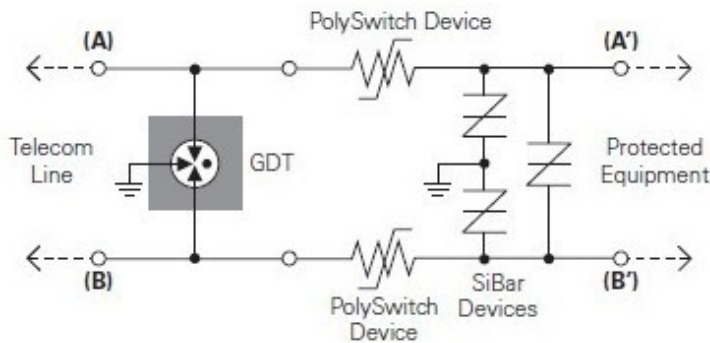 PolySwitch Device
(A)
(A')
Telecom
Line
GDT
Protected
Equipment
(B)
(B')
PolySwitch
Device
SiBar
Devices